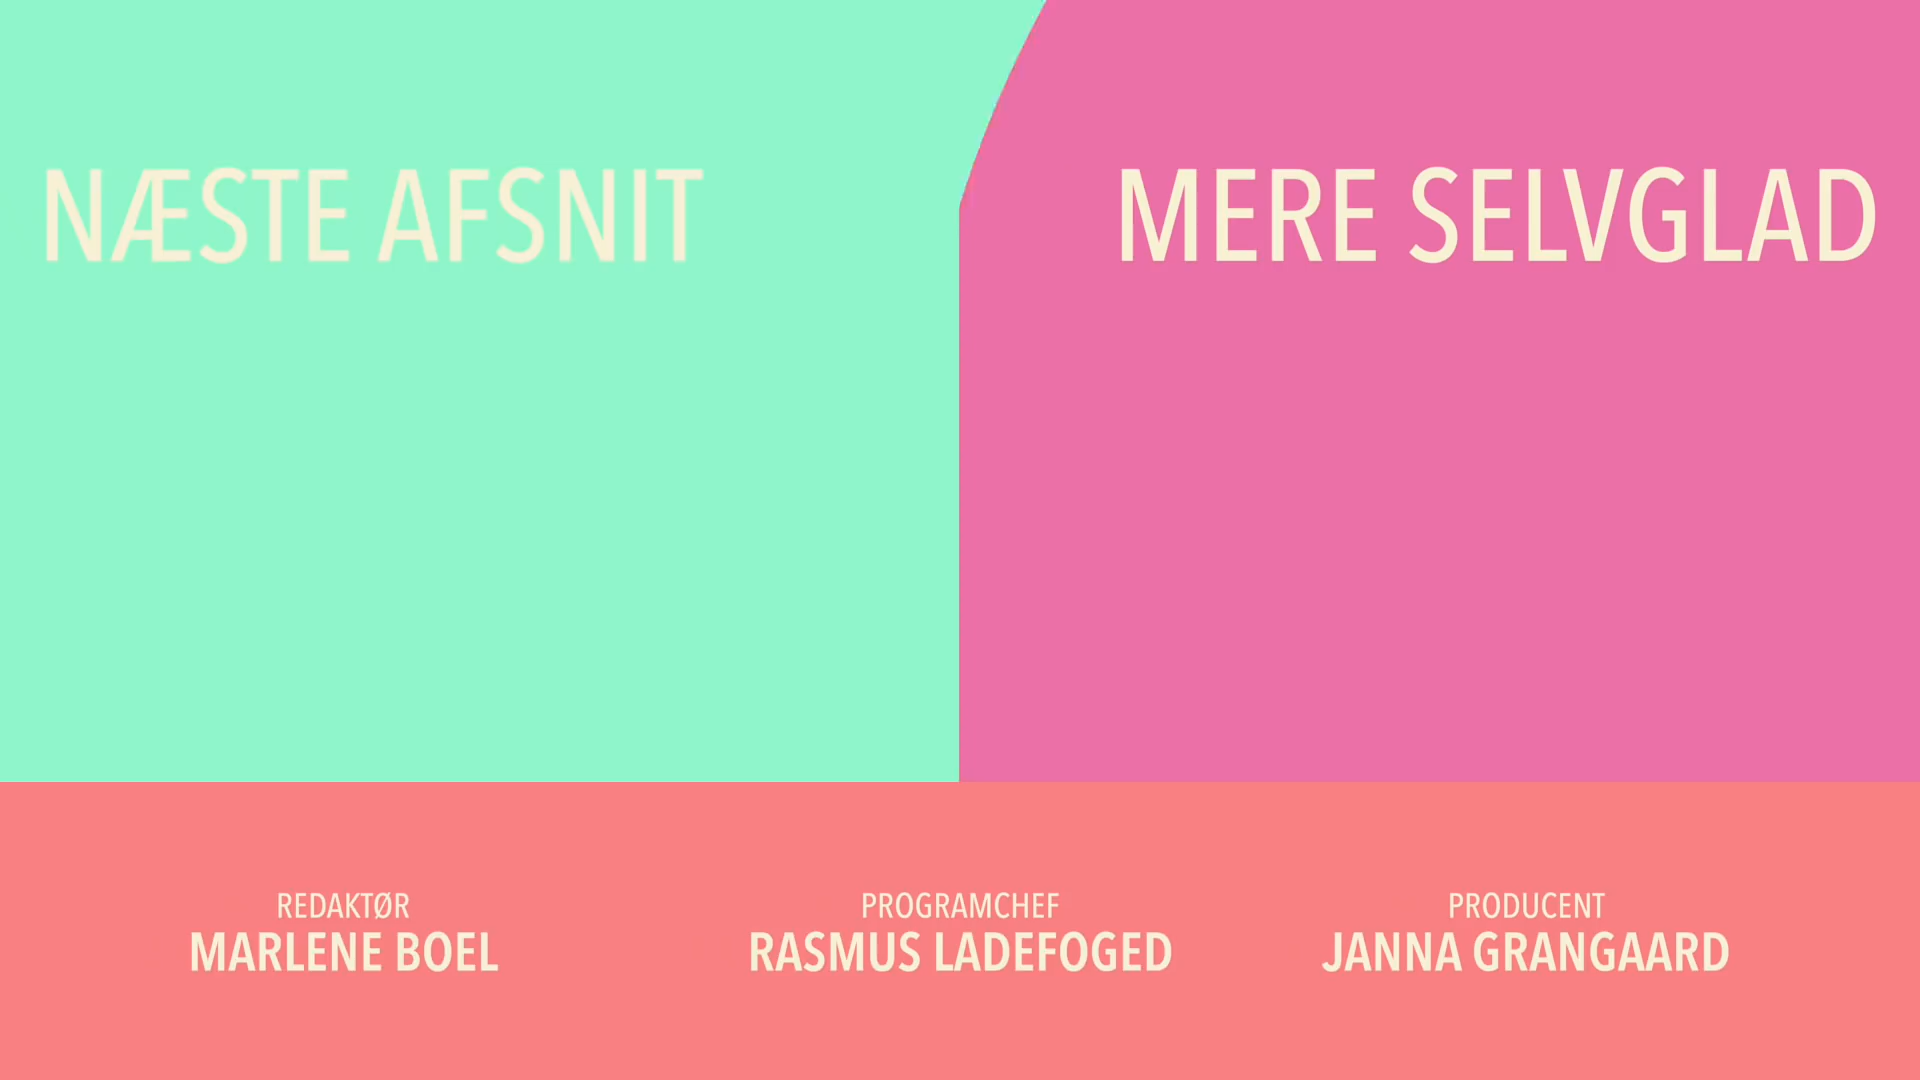 NÆSTE AFSNIT
MERE SELVGLAD
REDAKTØR
MARLENE BOEL
PROGRAMCHEF
RASMUS LADEFOGED
PRODUCENT
JANNA GRANGAARD